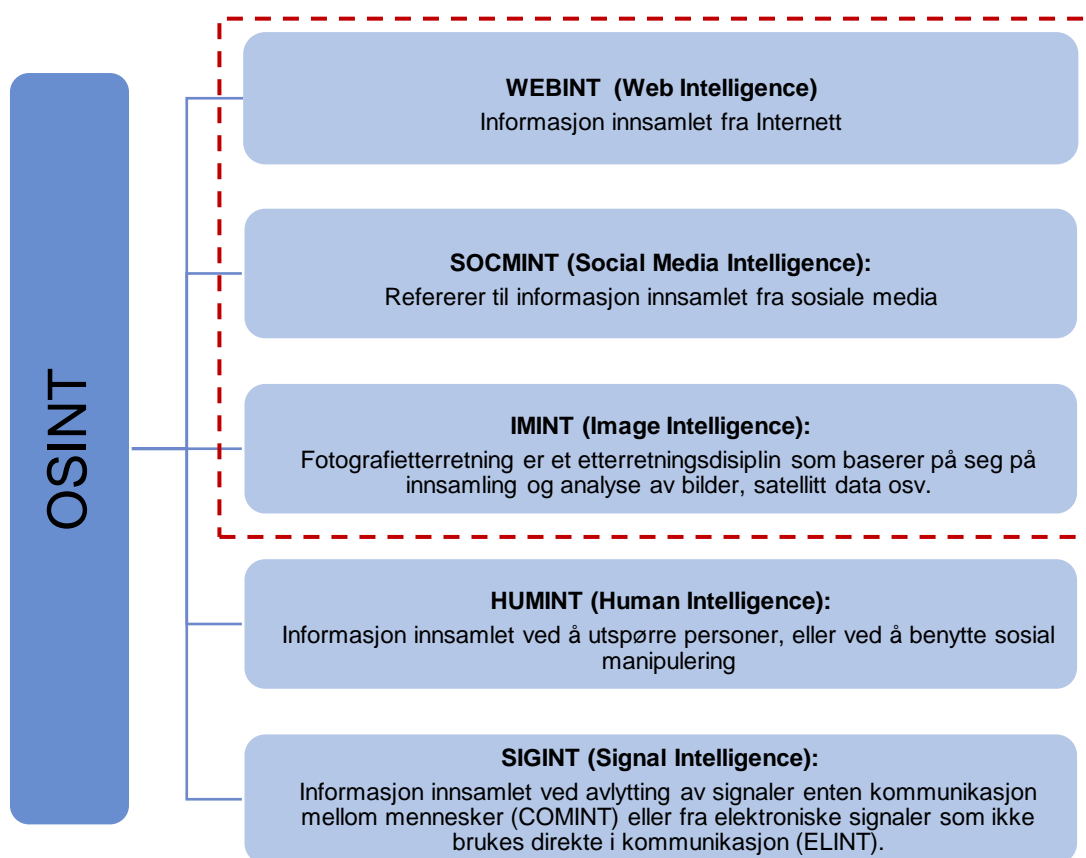 OSINT
WEBINT (Web Intelligence)
Informasjon innsamlet fra Internett
SOCMINT (Social Media Intelligence):
Refererer til informasjon innsamlet fra sosiale media
IMINT (Image Intelligence):
Fotografietterretning er et etterretningsdisiplin som baserer på seg på
innsamling og analyse av bilder, satellitt data osv.
HUMINT (Human Intelligence):
Informasjon innsamlet ved å utspørre personer, eller ved å benytte sosial
manipulering
SIGINT (Signal Intelligence):
Informasjon innsamlet ved avlytting av signaler enten kommunikasjon
mellom mennesker (COMINT) eller fra elektroniske signaler som ikke
brukes direkte i kommunikasjon (ELINT).